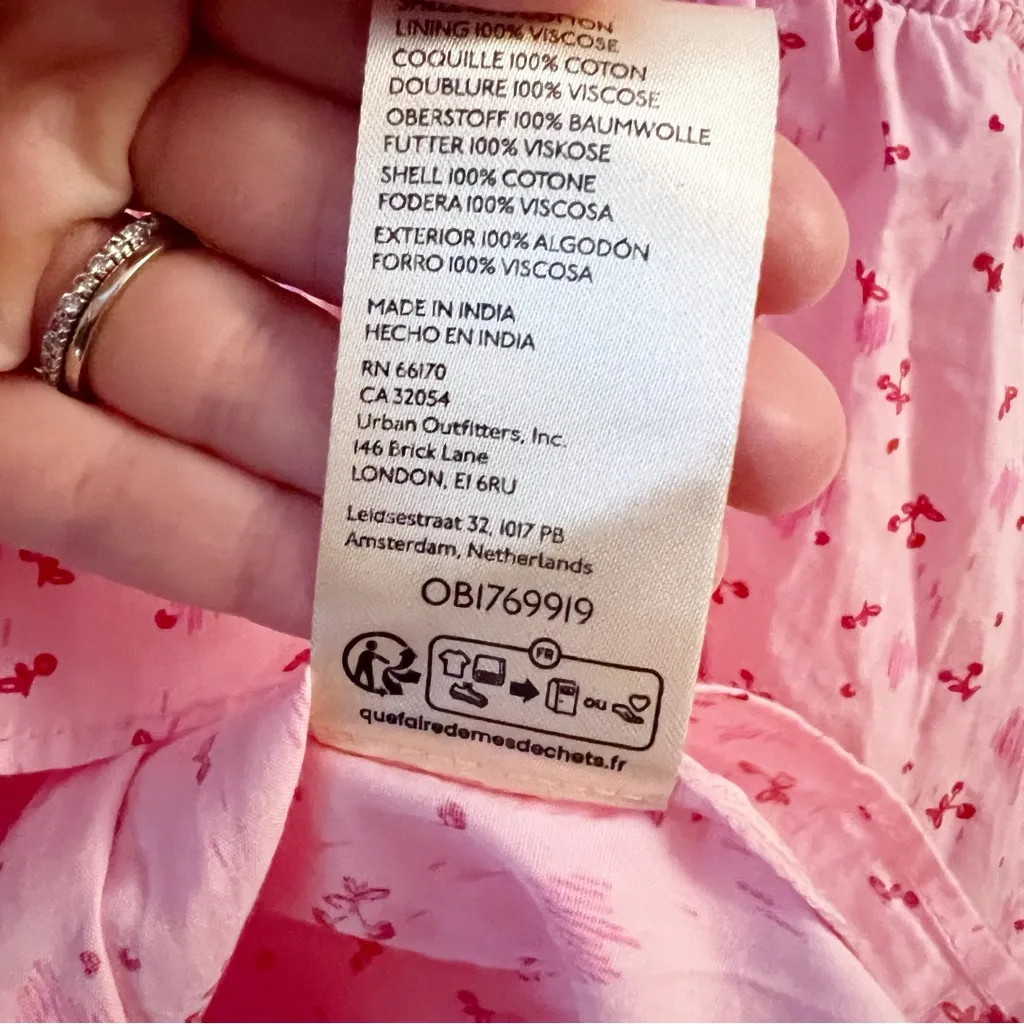 SHELL 100% COTTON
LINING 100% VISCOSE
COQUILLE 100% COTON
DOUBLURE 100% VISCOSE
OBERSTOFF 100% BAUMWOLLE
FUTTER 100% VISKOSE
SHELL 100% COTONE
FODERA 100% VISCOSA
EXTERIOR 100% ALGODÓN
FORRO 100% VISCOSA
MADE IN INDIA
HECHO EN INDIA
RN 66170
CA 32054
Urban Outfitters, Inc.
146 Brick Lane
LONDON, E1 6RU
Leidsestraat 32, 1017 PB
Amsterdam, Netherlands
OB1769919
FR
ou
quefairedemesdechets.fr